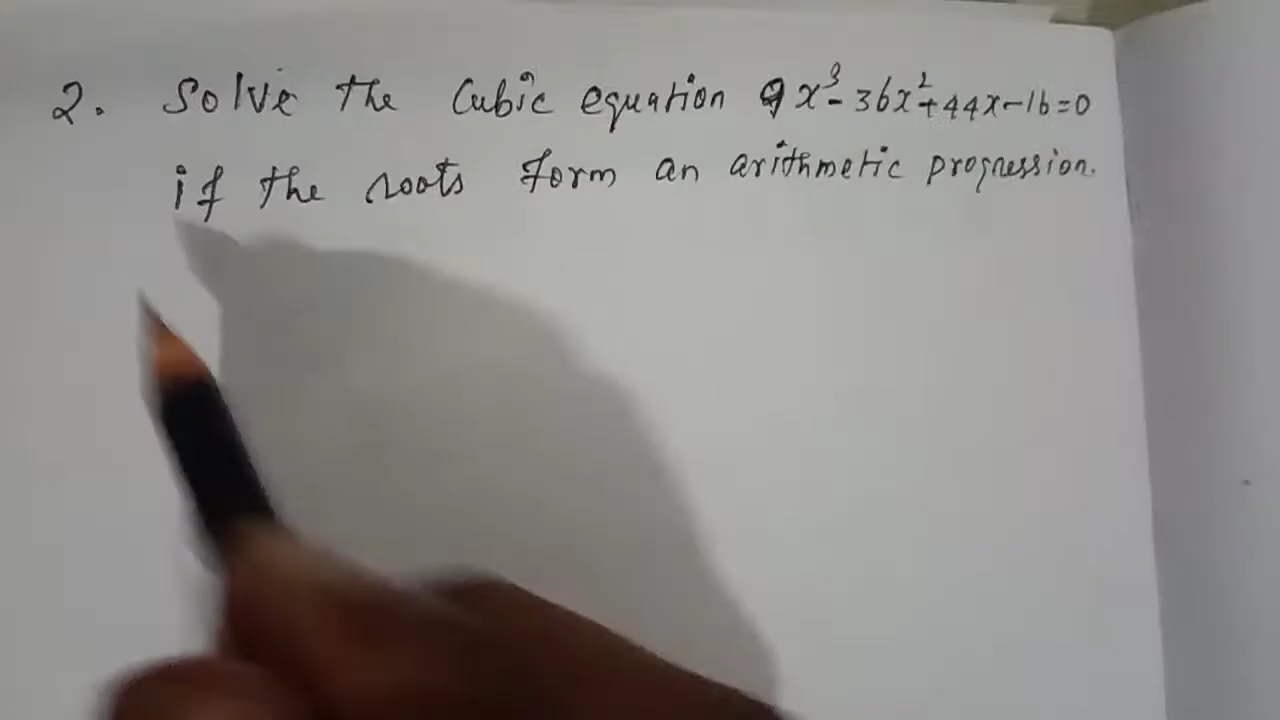 2. Solve the Cubic equation 9x³-36x²+44x-16=0
if the roots form an arithmetic progression.